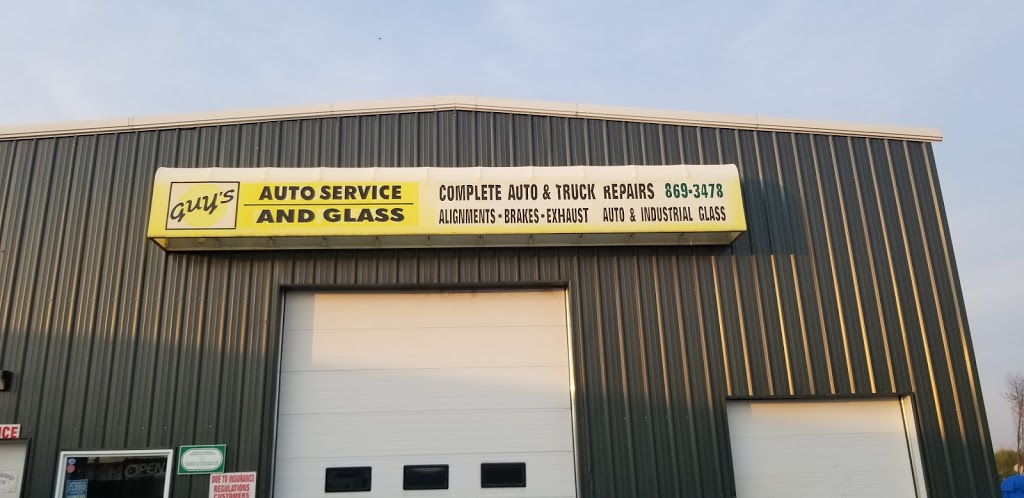 Guy's
AUTO SERVICE
AND GLASS
COMPLETE AUTO & TRUCK REPAIRS 869-3478
ALIGNMENTS - BRAKES - EXHAUST AUTO & INDUSTRIAL GLASS
OPEN
DUE TO INSURANCE
REGULATIONS
CUSTOMERS